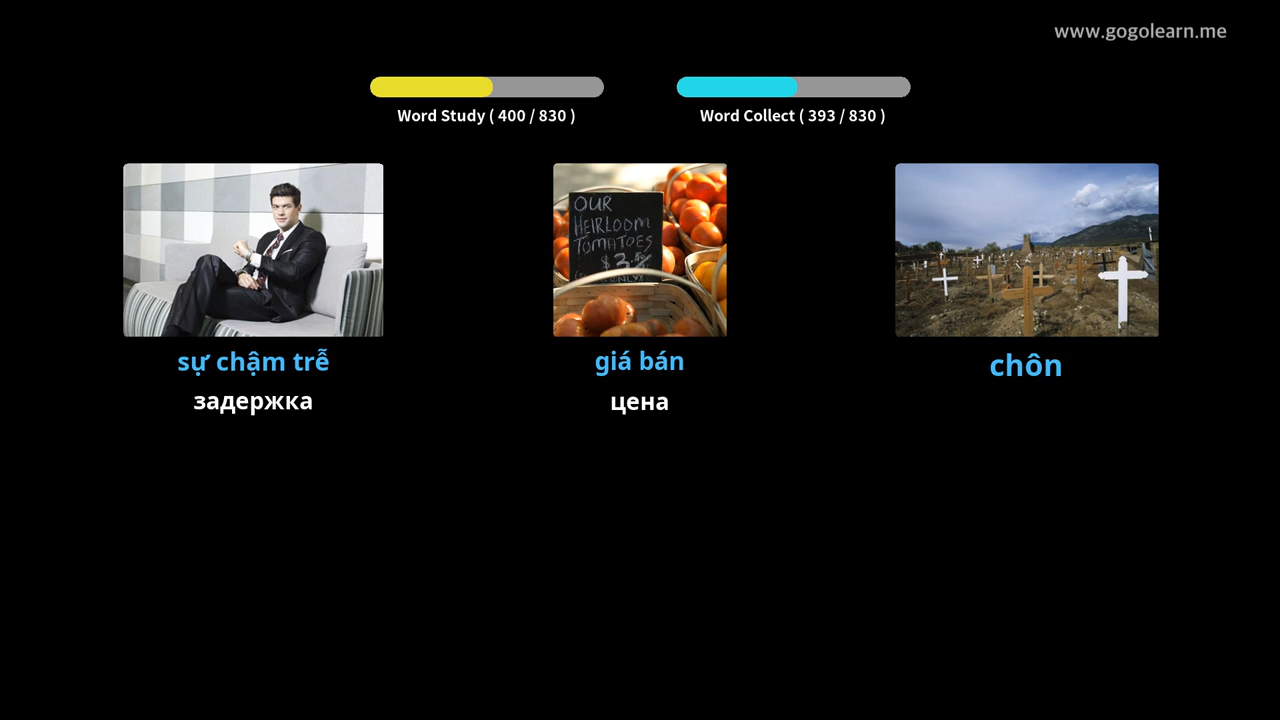 www.gogolearn.me
Word Study ( 400 / 830 )
Word Collect ( 393 / 830 )
OUR
HEIRLOOM
TOMATOES
sự chậm trễ
giá bán
chôn
задержка
цена